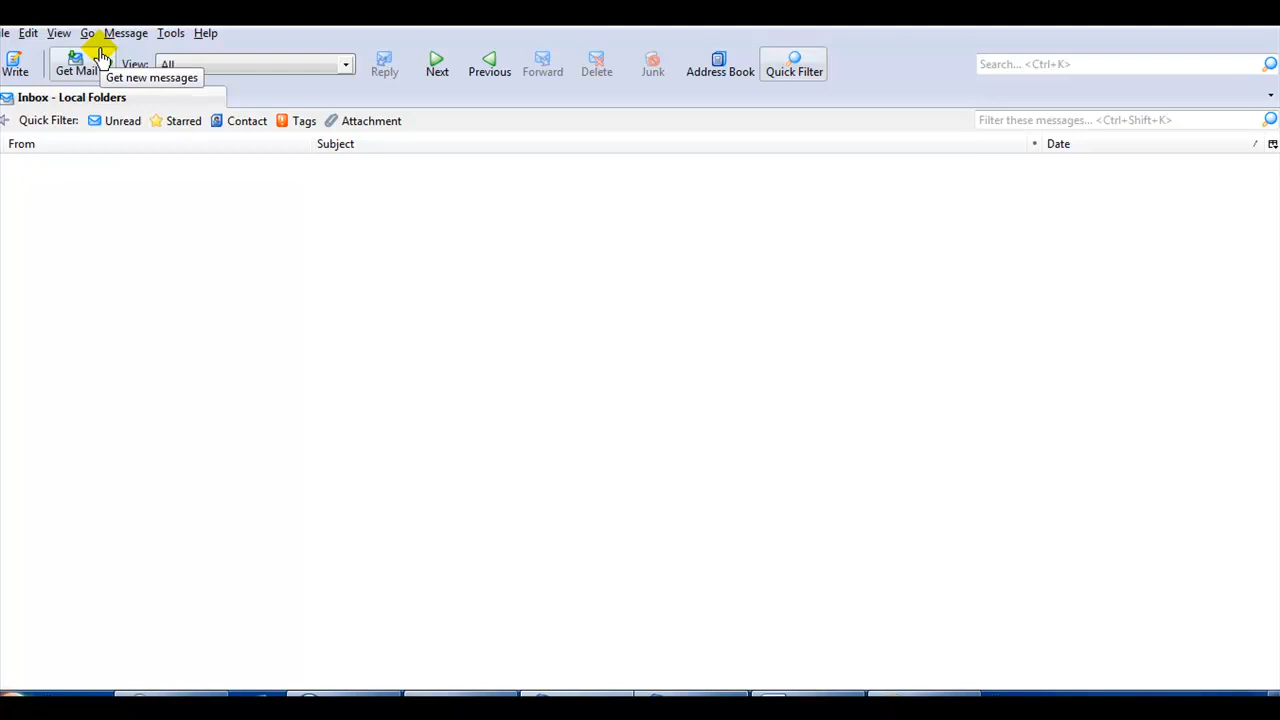 le Edit View Go Message Tools Help
Write Get Mail View: All Reply Next Previous Forward Delete Junk Address Book Quick Filter Search... <Ctrl+K>
Get new messages
Inbox - Local Folders
Quick Filter: Unread Starred Contact Tags Attachment Filter these messages... <Ctrl+Shift+K>
From Subject Date